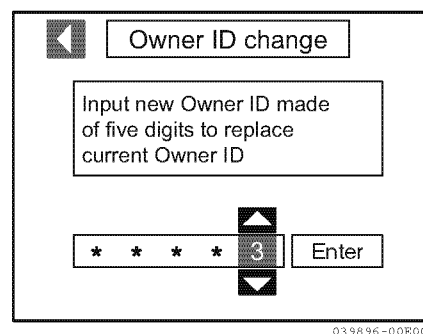 Owner ID change
Input new Owner ID made
of five digits to replace
current Owner ID
* * * * 3 Enter
039896-00E00